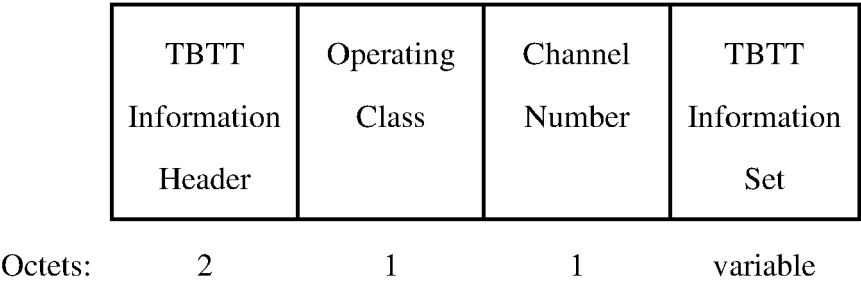 TBTT Operating Channel TBTT
Information Class Number Information
Header Set
Octets: 2 1 1 variable